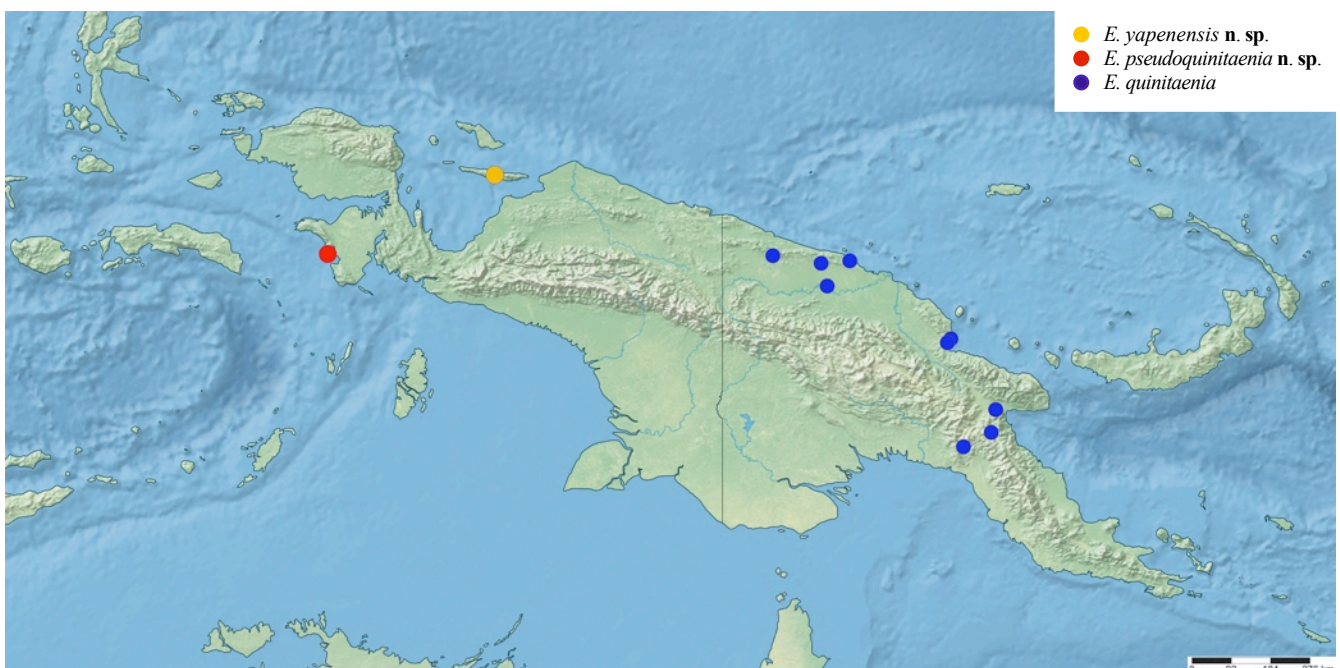 E. yapenensis n. sp.
E. pseudoquinitaenia n. sp.
E. quinitaenia